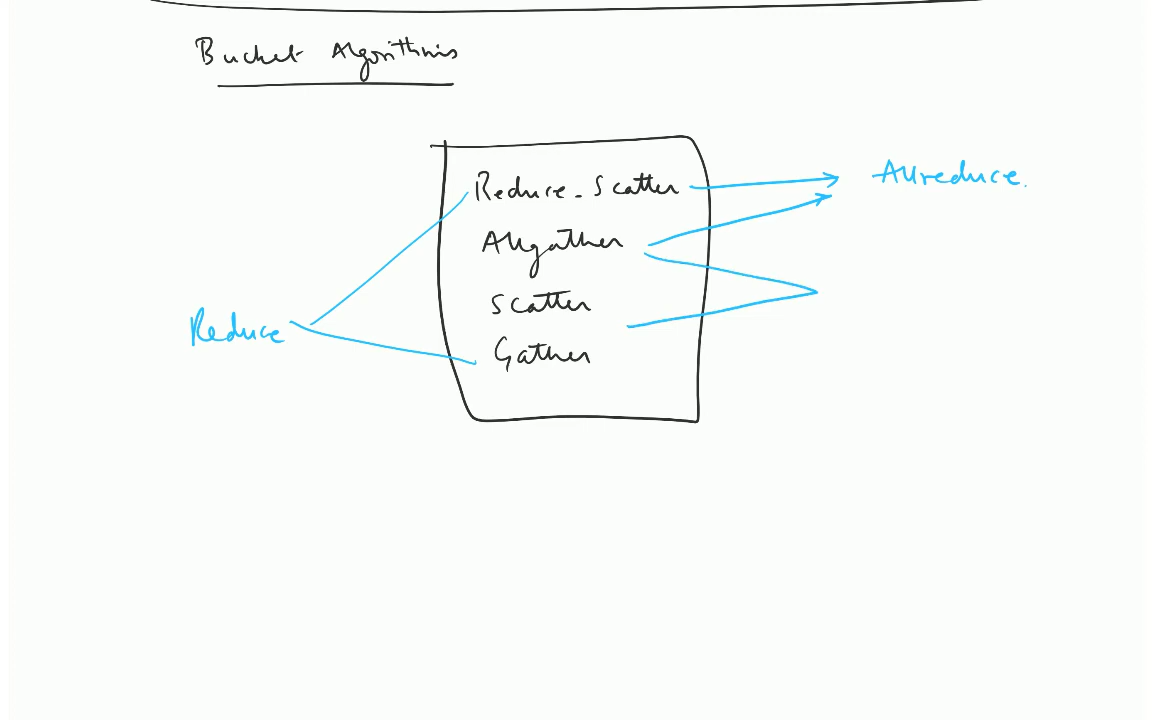 Bucket Algorithms
Reduce-Scatter
Allgather
Scatter
Gather
Reduce
Allreduce.